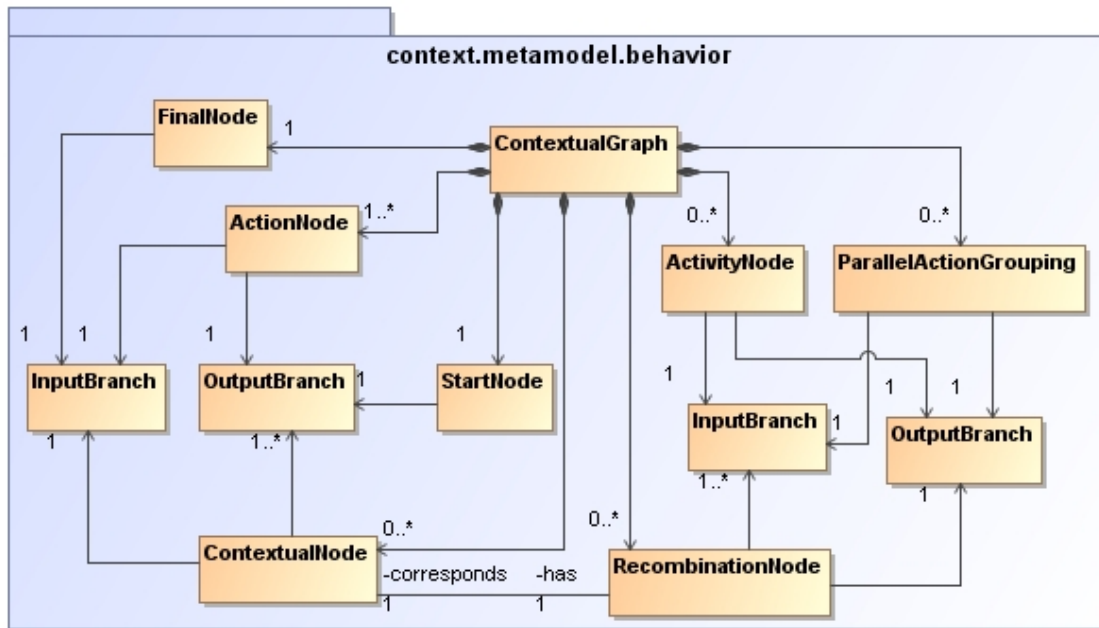 context.metamodel.behavior
FinalNode
1
ContextualGraph
1..*
ActionNode
0..*
0..*
ActivityNode
ParallelActionGrouping
1
1
1
1
InputBranch
OutputBranch
1
StartNode
1
1
1
InputBranch
1
OutputBranch
1
1..*
1..*
1
0..*
0..*
ContextualNode
RecombinationNode
-corresponds
-has
1
1